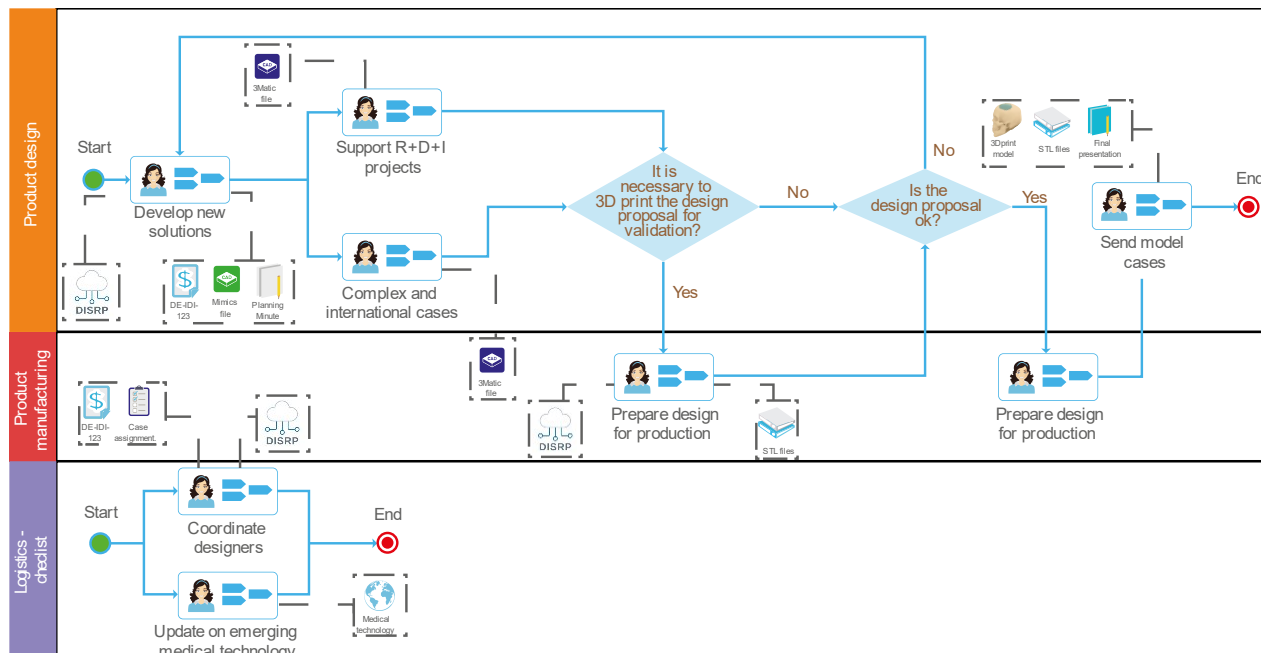 Product design
Start
Develop new
solutions
DISRP
DE-IDI-
123
Mimics
file
Planning
Minute
3Matic
file
Support R+D+I
projects
Complex and
international cases
3Matic
file
It is
necessary to
3D print the design
proposal for
validation?
No
Yes
Is the
design proposal
ok?
No
Yes
3Dprint
model
STL files
Final
presentation
Send model
cases
End
Product
manufacturing
DE-IDI-
123
Case
assignment.
DISRP
DISRP
Prepare design
for production
STL files
Prepare design
for production
Logistics -
checlist
Start
Coordinate
designers
End
Update on emerging
medical technology
Medical
technology